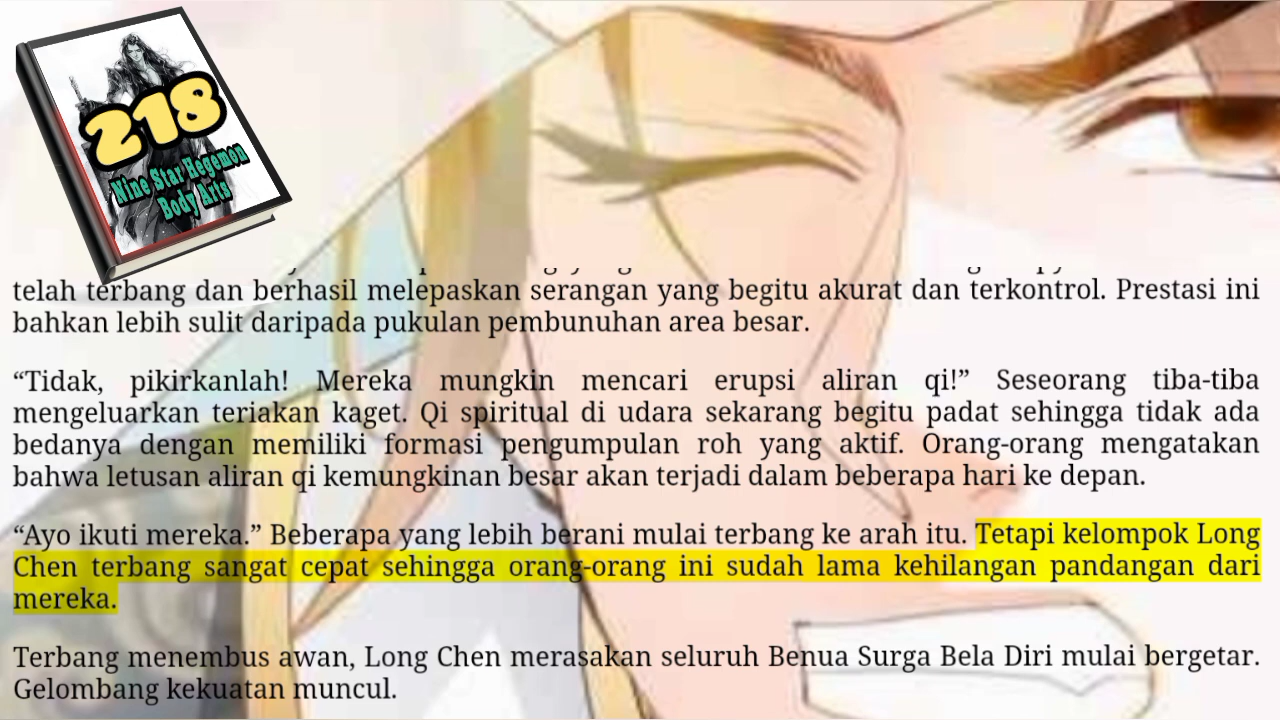 218
Nine Star Hegemon
Body Arts
telah terbang dan berhasil melepaskan serangan yang begitu akurat dan terkontrol. Prestasi ini
bahkan lebih sulit daripada pukulan pembunuhan area besar.
“Tidak, pikirkanlah! Mereka mungkin mencari erupsi aliran qi!” Seseorang tiba-tiba
mengeluarkan teriakan kaget. Qi spiritual di udara sekarang begitu padat sehingga tidak ada
bedanya dengan memiliki formasi pengumpulan roh yang aktif. Orang-orang mengatakan
bahwa letusan aliran qi kemungkinan besar akan terjadi dalam beberapa hari ke depan.
“Ayo ikuti mereka.” Beberapa yang lebih berani mulai terbang ke arah itu. Tetapi kelompok Long
Chen terbang sangat cepat sehingga orang-orang ini sudah lama kehilangan pandangan dari
mereka.
Terbang menembus awan, Long Chen merasakan seluruh Benua Surga Bela Diri mulai bergetar.
Gelombang kekuatan muncul.